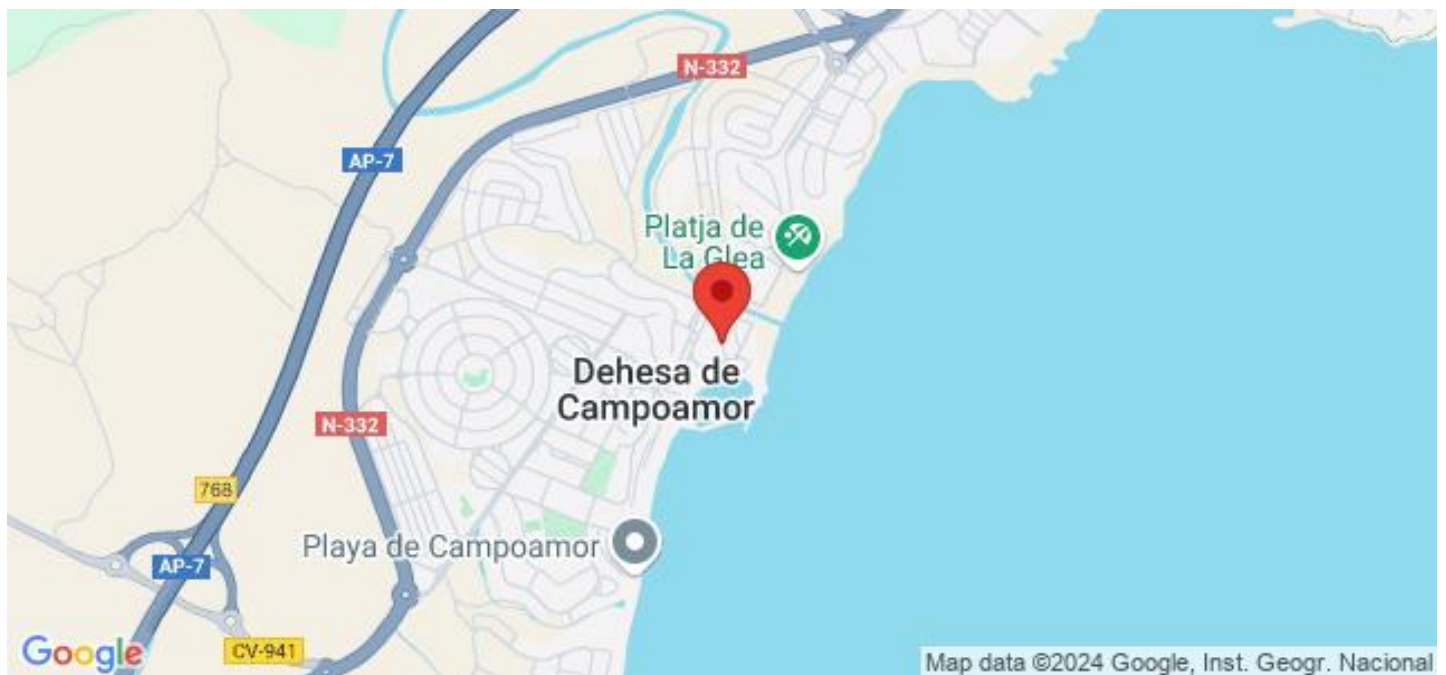 N-332
AP-7
Platja de
La Glea
Dehesa de
Campoamor
N-332
768
Playa de Campoamor
AP-7
CV-941
Google
Map data ©2024 Google, Inst. Geogr. Nacional